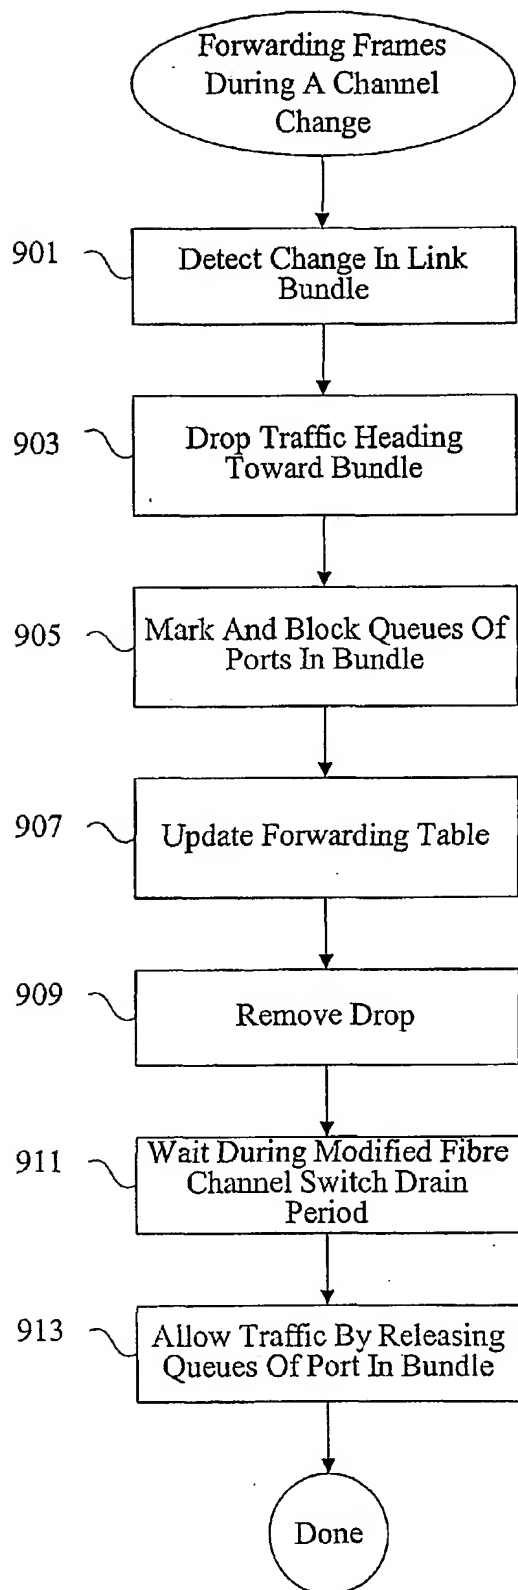 Forwarding Frames
During A Channel
Change
901
Detect Change In Link
Bundle
903
Drop Traffic Heading
Toward Bundle
905
Mark And Block Queues Of
Ports In Bundle
907
Update Forwarding Table
909
Remove Drop
911
Wait During Modified Fibre
Channel Switch Drain
Period
913
Allow Traffic By Releasing
Queues Of Port In Bundle
Done